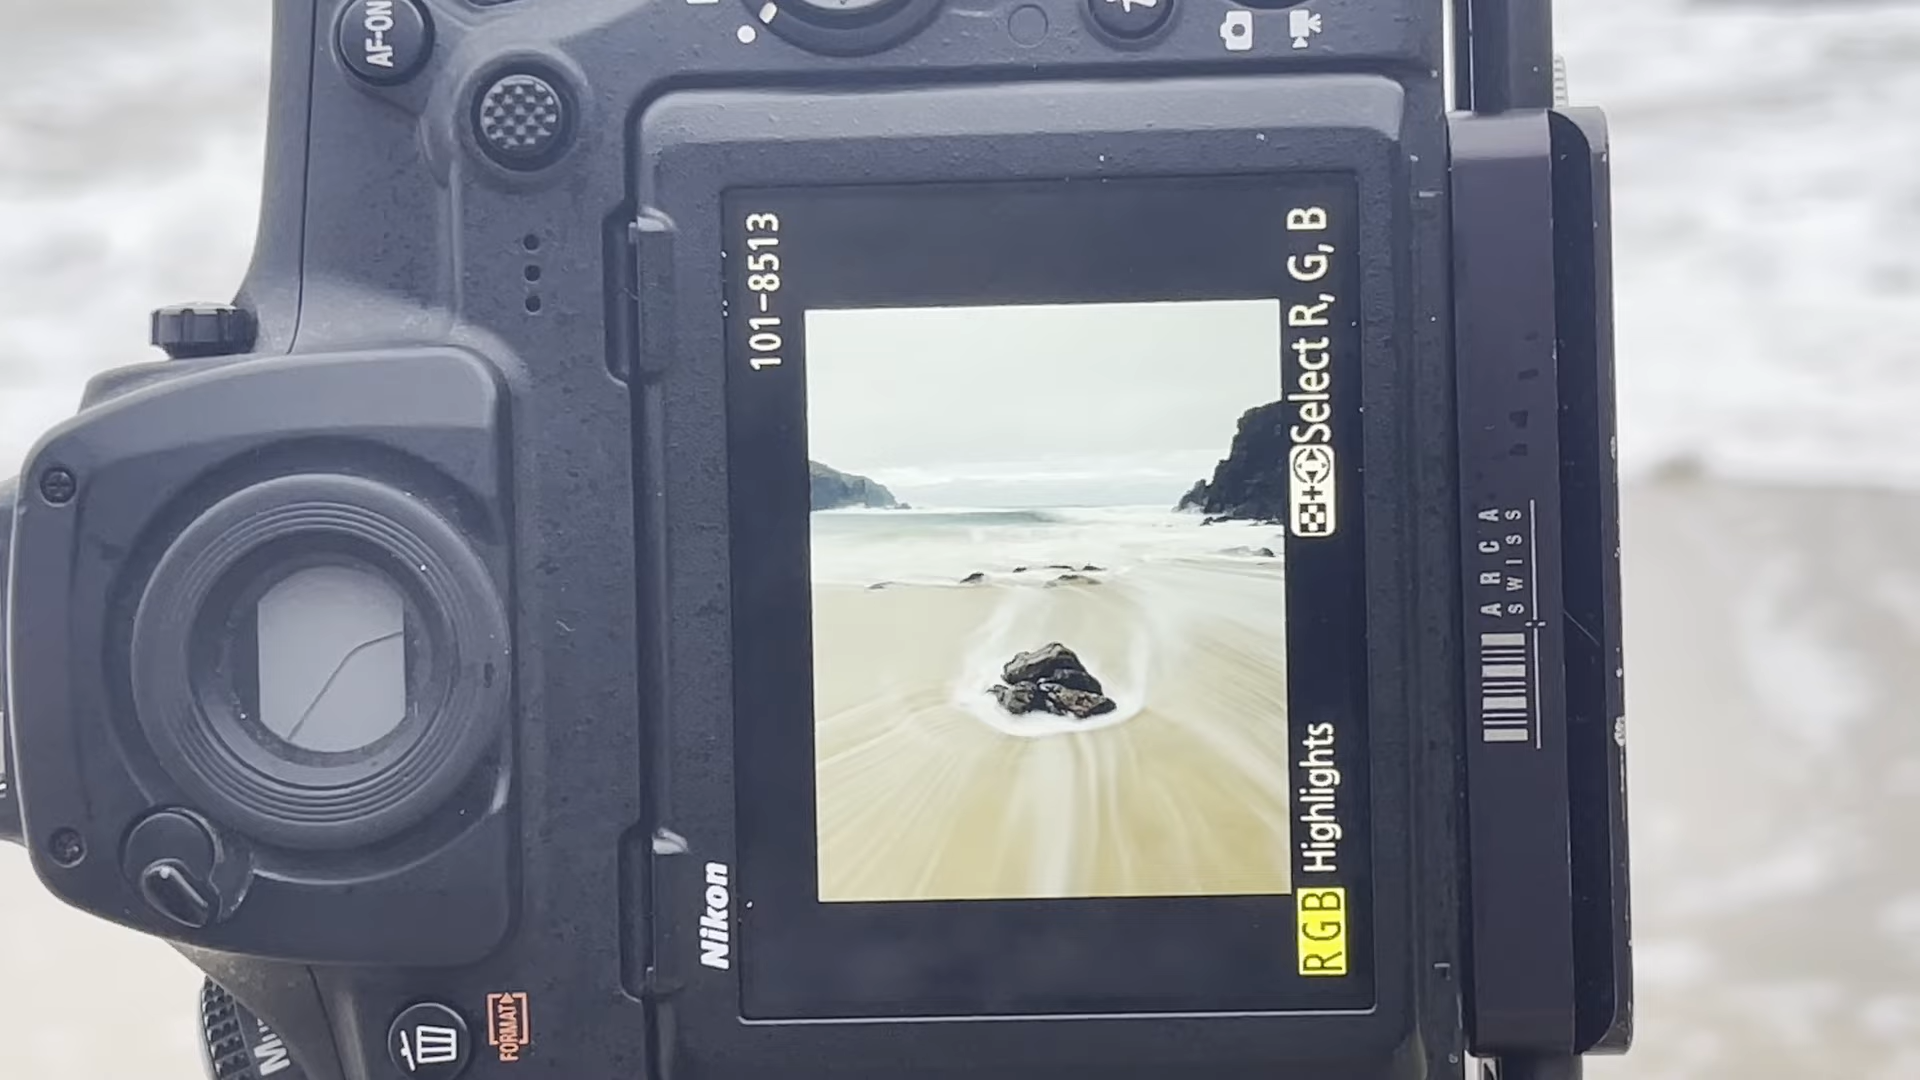 AF-ON
101-8513
Select R, G, B
Highlights
RGB
Nikon
ARCA
SWISS
FORMAT